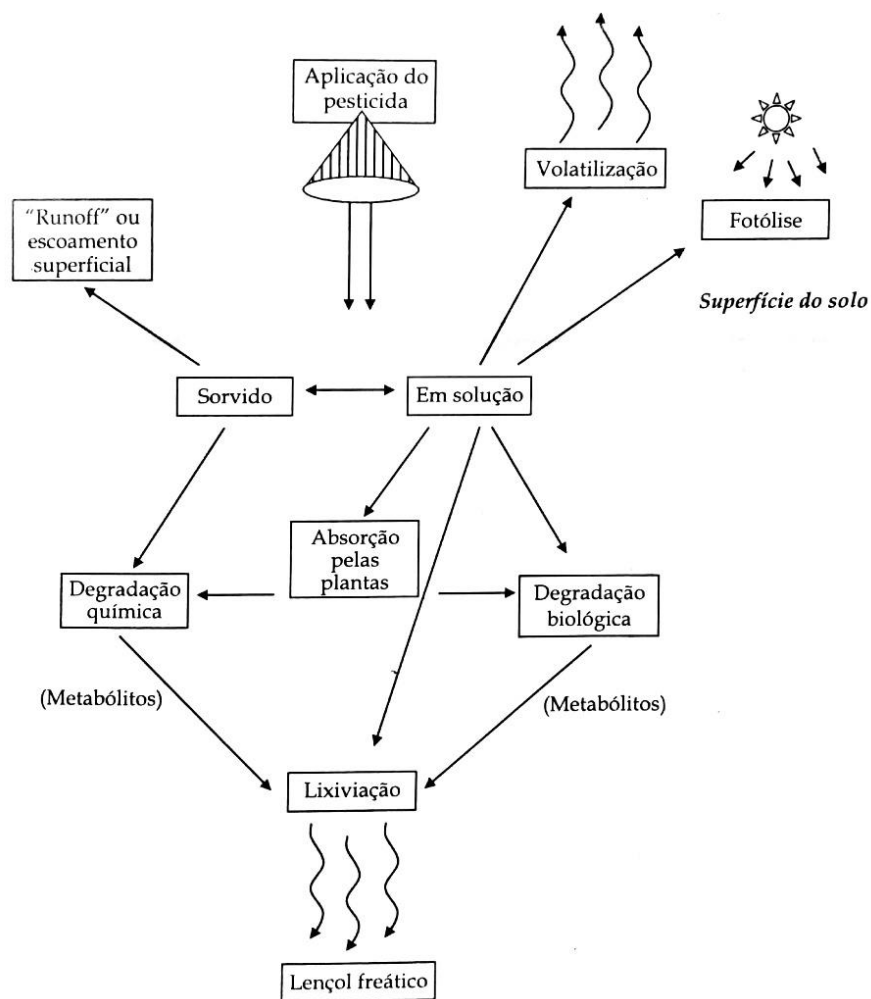 Aplicação do
pesticida
Volatilização
"Runoff" ou
escoamento
superficial
Fotólise
Superfície do solo
Sorvido
Em solução
Absorção
pelas
plantas
Degradação
química
Degradação
biológica
(Metabólitos)
(Metabólitos)
Lixiviação
Lençol freático